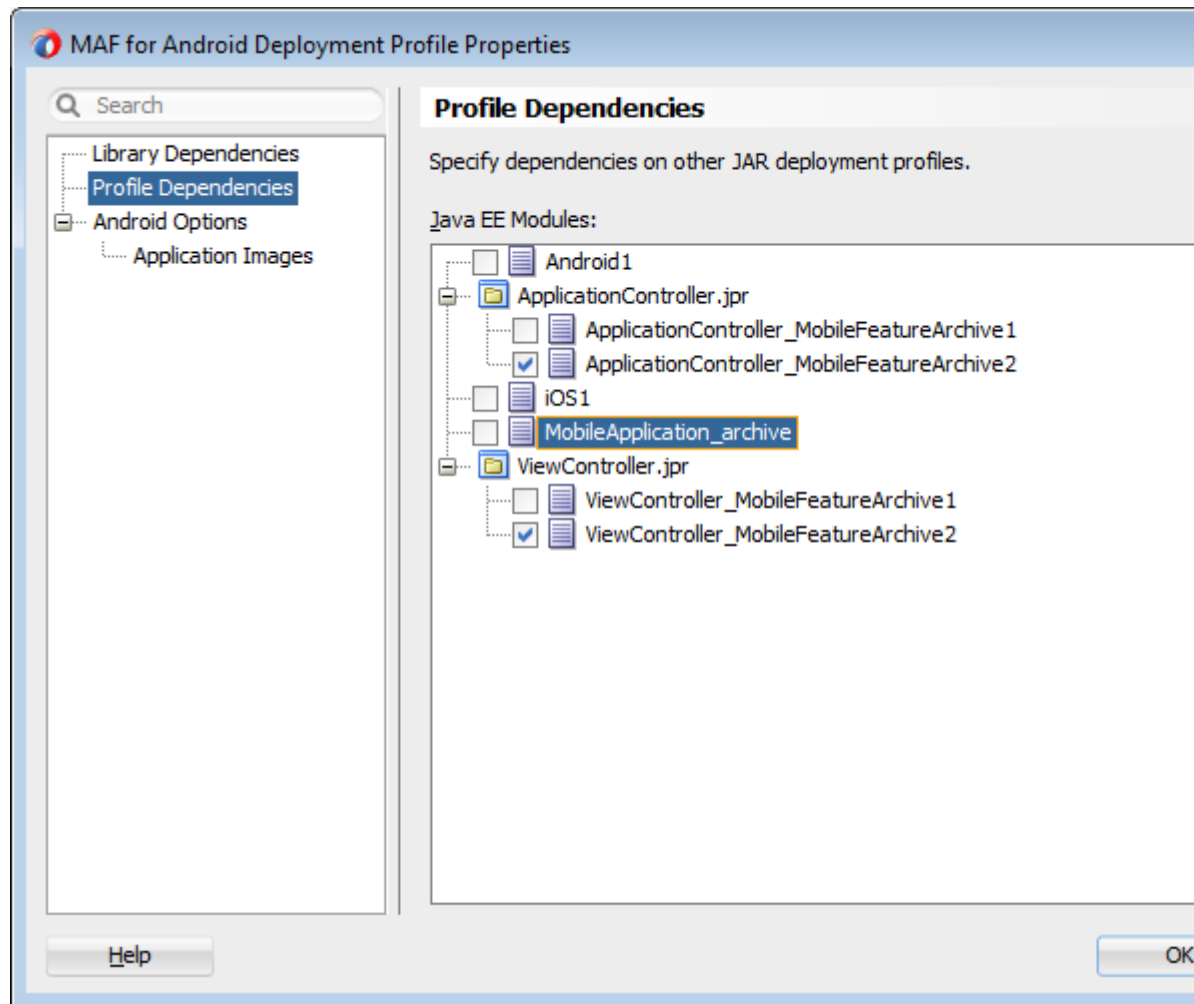 MAF for Android Deployment Profile Properties
Search
Library Dependencies
Profile Dependencies
Android Options
Application Images
Profile Dependencies
Specify dependencies on other JAR deployment profiles.
Java EE Modules:
Android1
ApplicationController.jpr
ApplicationController_MobileFeatureArchive1
ApplicationController_MobileFeatureArchive2
iOS1
MobileApplication_archive
ViewController.jpr
ViewController_MobileFeatureArchive1
ViewController_MobileFeatureArchive2
Help
OK